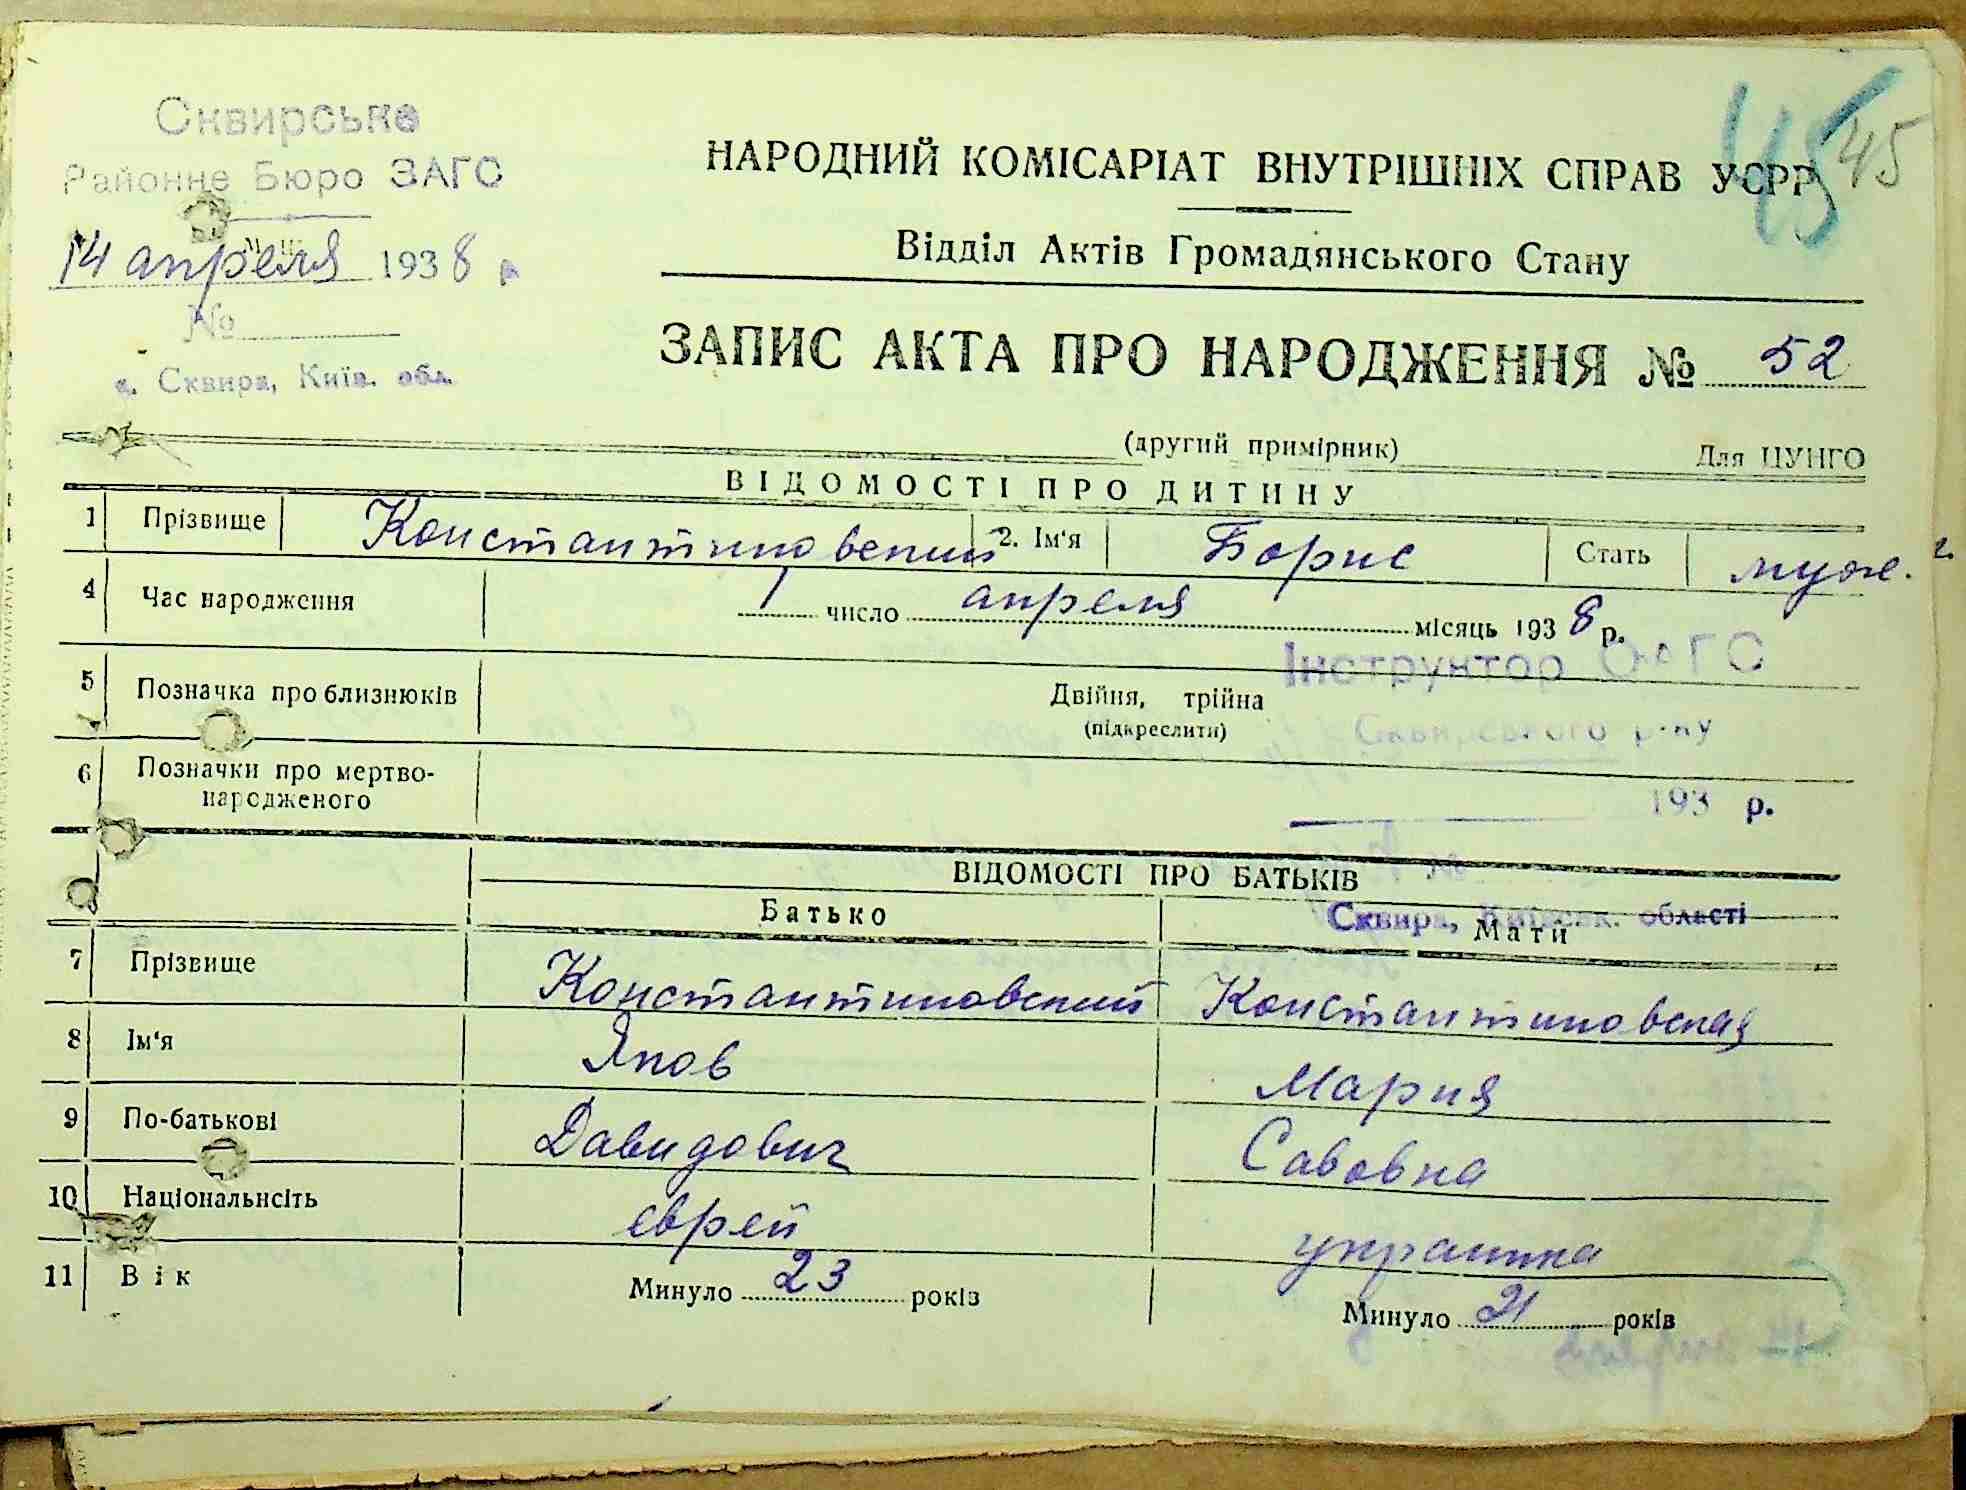 Сквирське
Районне Бюро ЗАГС
14 апреля 1938 р
№
м. Сквира, Київ. обл.
45 45
НАРОДНИЙ КОМІСАРІАТ ВНУТРІШНІХ СПРАВ УСРР
Відділ Актів Громадянського Стану
ЗАПИС АКТА ПРО НАРОДЖЕННЯ № 52
(другий примірник) Для ЦУНГО
ВІДОМОСТІ ПРО ДИТИНУ
1 Прізвище Константиновский 2. Ім'я Борис Стать муж.
4 Час народження 1 число апреля місяць 1938 р.
Інструктор ОАГС
5 Позначка про близнюків Двійня, трійна
(підкреслити)
Сквирського р-ну
6 Позначки про мертво-
народженого
193 р.
ВІДОМОСТІ ПРО БАТЬКІВ
Сквира, Київськ. області
Батько Мати
7 Прізвище Константиновский Константиновская
8 Ім'я Яков Мария
9 По-батькові Давидович Савовна
10 Національнсіть еврей украинка
11 Вік Минуло 23 років Минуло 21 років